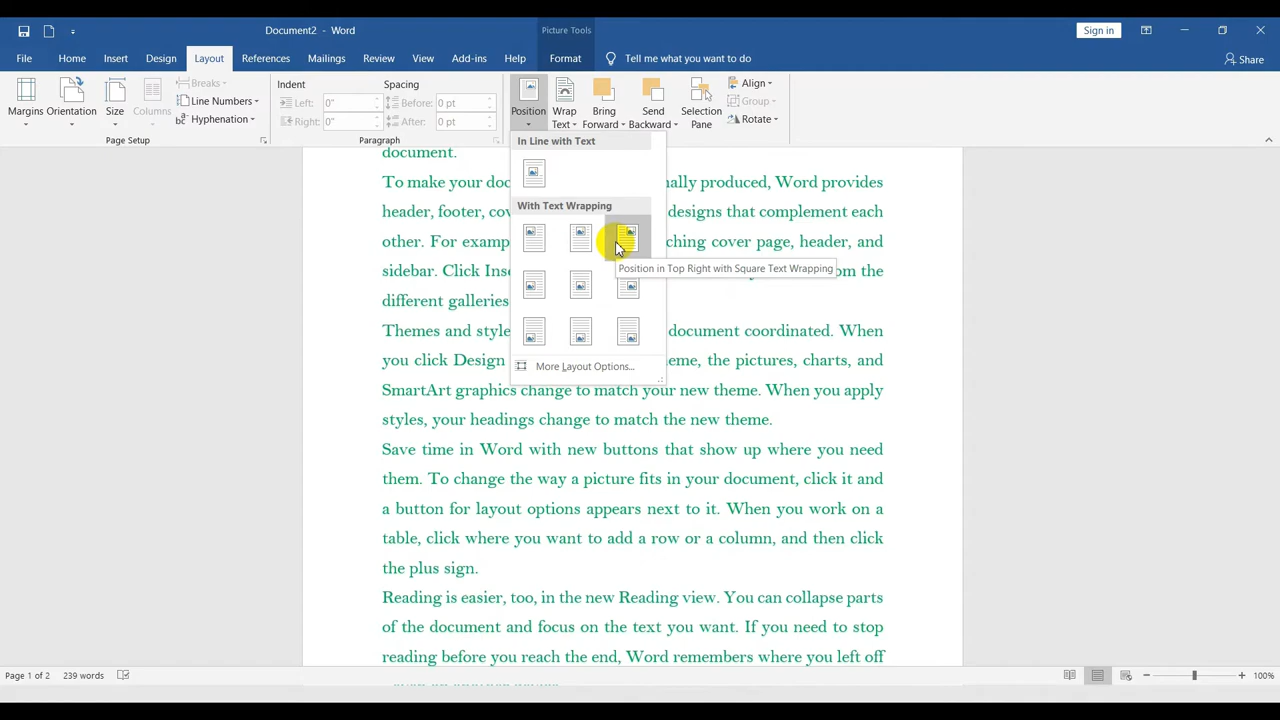 Document2 - Word
Picture Tools
Sign in
File Home Insert Design Layout References Mailings Review View Add-ins Help Format Tell me what you want to do Share
Margins Orientation Size Columns
Breaks
Line Numbers
Hyphenation
Page Setup
Indent
Left: 0"
Right: 0"
Spacing
Before: 0 pt
After: 0 pt
Paragraph
Position
Wrap Text
Bring Forward
Send Backward
Selection Pane
Align
Group
Rotate
In Line with Text
With Text Wrapping
Position in Top Right with Square Text Wrapping
More Layout Options...
document.
To make your doc nally produced, Word provides
header, footer, cov designs that complement each
other. For examp ching cover page, header, and
sidebar. Click Inse om the
different galleries
Themes and style document coordinated. When
you click Design eme, the pictures, charts, and
SmartArt graphics change to match your new theme. When you apply
styles, your headings change to match the new theme.
Save time in Word with new buttons that show up where you need
them. To change the way a picture fits in your document, click it and
a button for layout options appears next to it. When you work on a
table, click where you want to add a row or a column, and then click
the plus sign.
Reading is easier, too, in the new Reading view. You can collapse parts
of the document and focus on the text you want. If you need to stop
reading before you reach the end, Word remembers where you left off
Page 1 of 2 239 words 100%